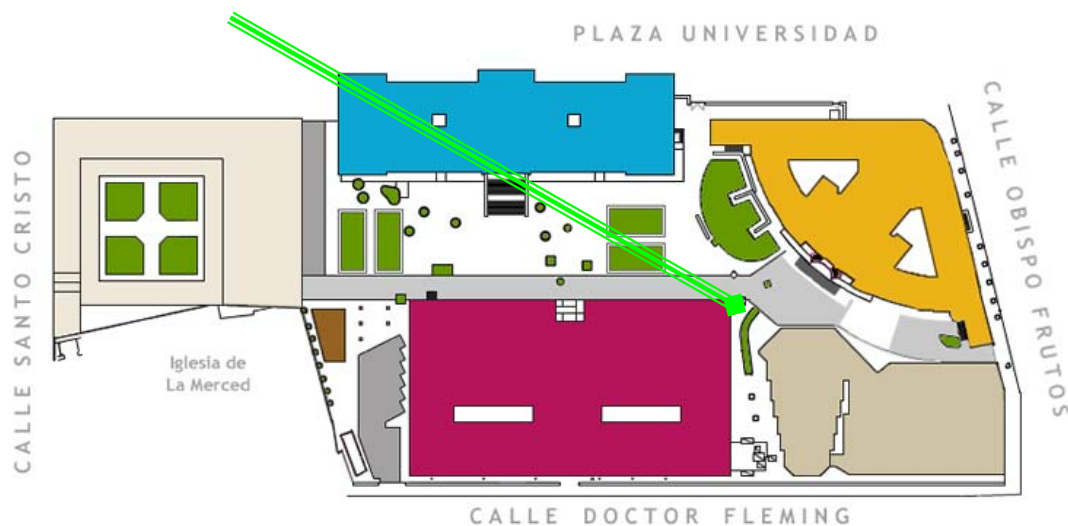 PLAZA UNIVERSIDAD
CALLE SANTO CRISTO
CALLE OBISPO FRUTOS
Iglesia de
La Merced
CALLE DOCTOR FLEMING